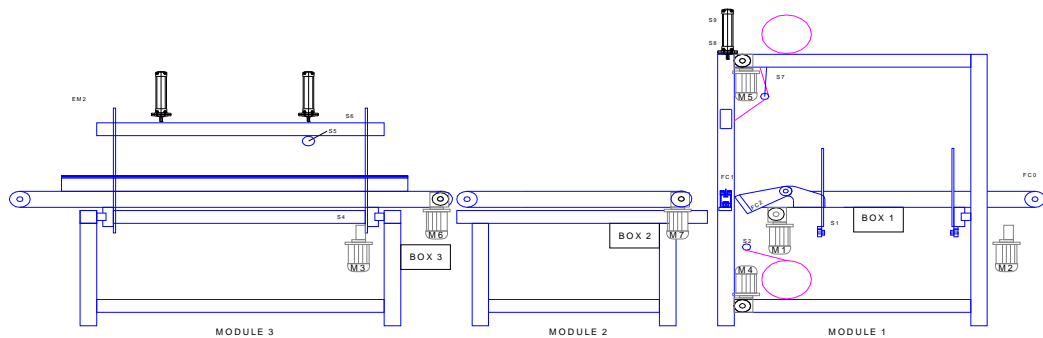 S9
S8
S7
M5
EM2
S6
S5
FC1
FC2
FC0
S4
S1
BOX 1
BOX 2
BOX 3
M6
M7
M3
M1
M2
S2
M4
MODULE 3
MODULE 2
MODULE 1